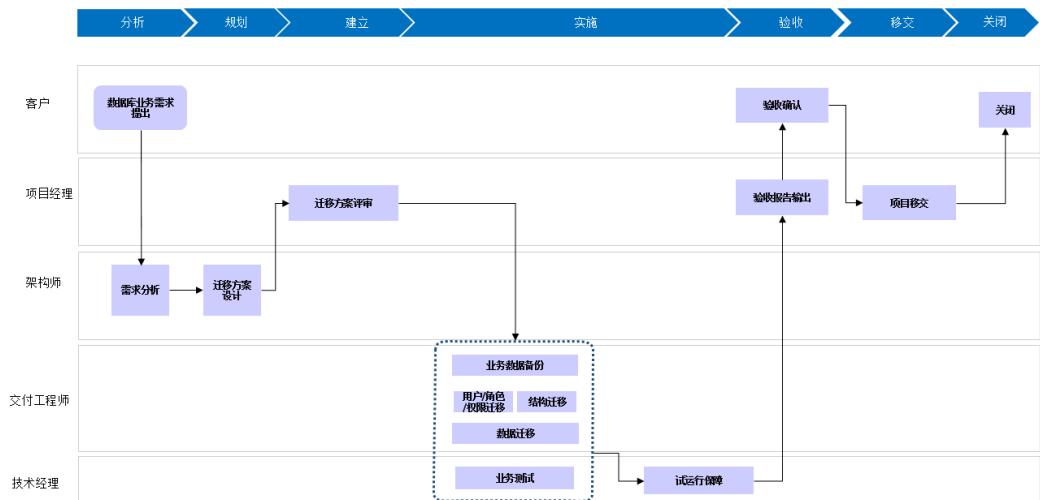 分析
规划
建立
实施
验收
移交
关闭
客户
数据库业务需求
提出
验收确认
关闭
项目经理
迁移方案评审
验收报告输出
项目移交
架构师
需求分析
迁移方案
设计
交付工程师
业务数据备份
用户/角色
/权限迁移
结构迁移
数据迁移
技术经理
业务测试
试运行保障